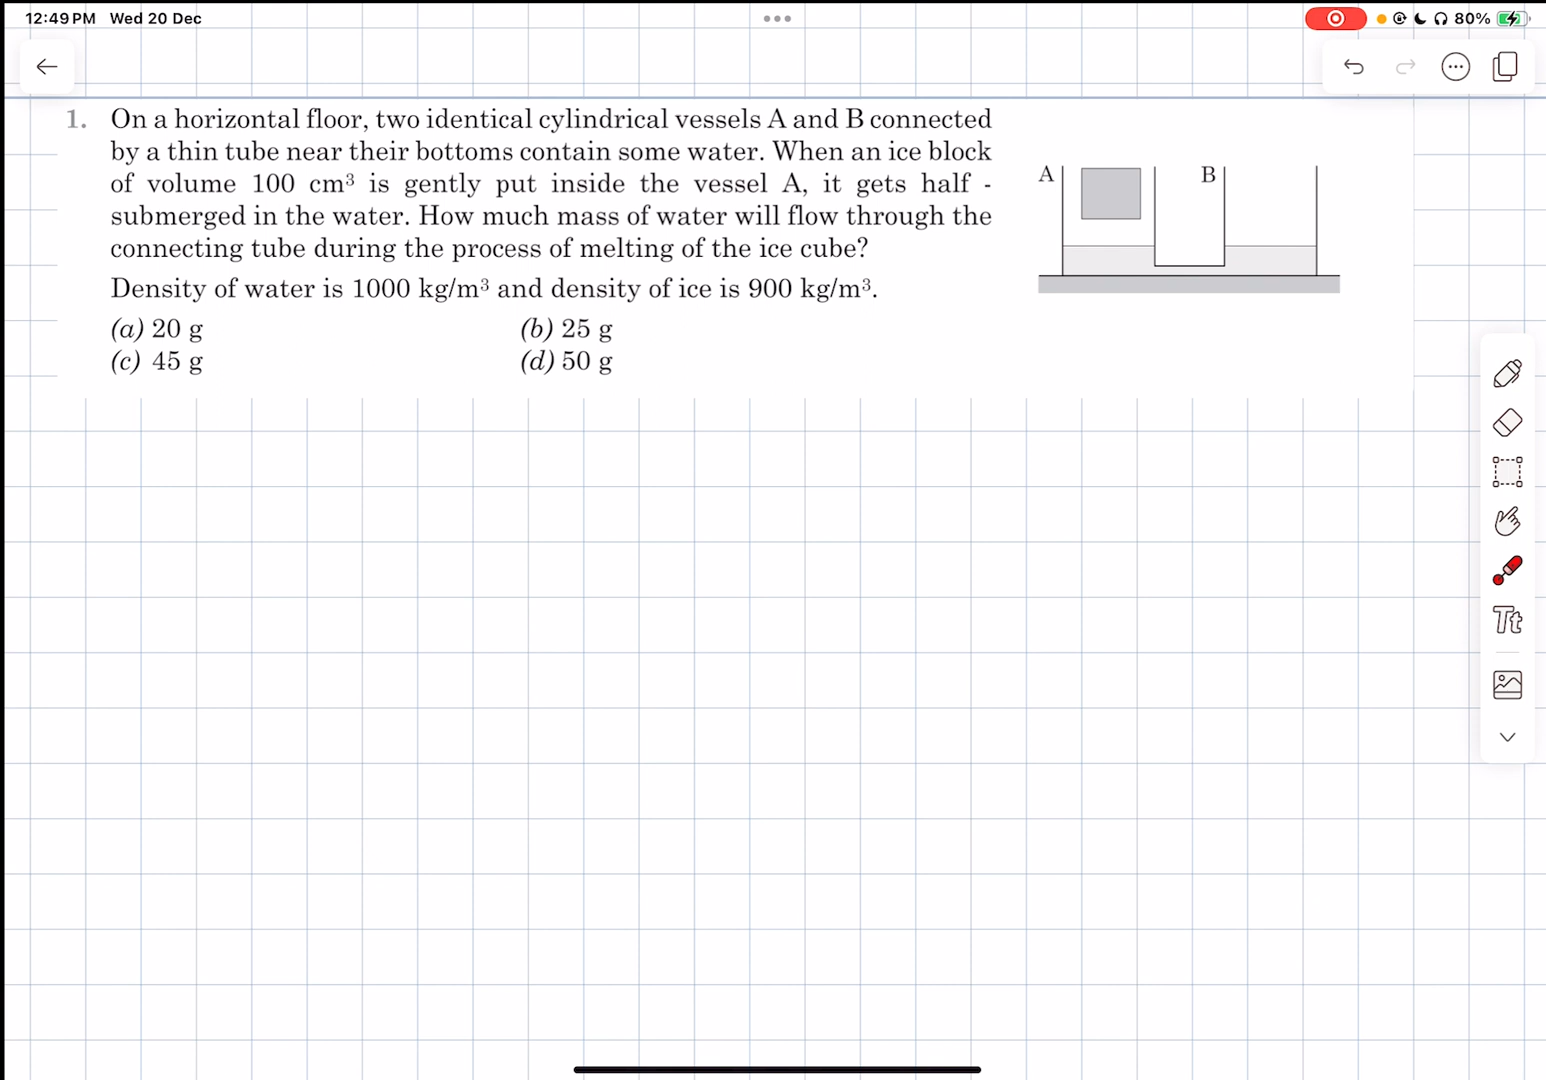 12:49 PM Wed 20 Dec
80%
1. On a horizontal floor, two identical cylindrical vessels A and B connected
by a thin tube near their bottoms contain some water. When an ice block
of volume 100 cm³ is gently put inside the vessel A, it gets half -
submerged in the water. How much mass of water will flow through the
connecting tube during the process of melting of the ice cube?
Density of water is 1000 kg/m³ and density of ice is 900 kg/m³.
(a) 20 g (b) 25 g
(c) 45 g (d) 50 g
A B
Tt